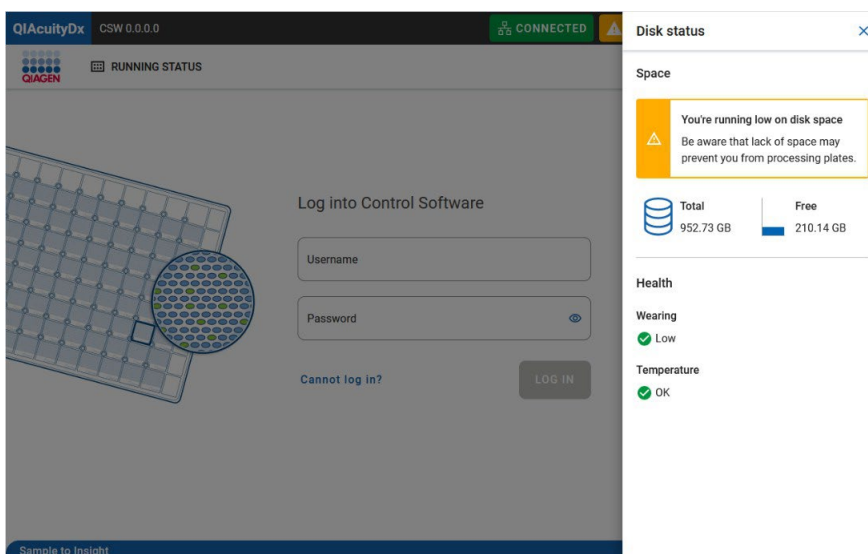 QIAcuityDx CSW 0.0.0.0 CONNECTED
QIAGEN RUNNING STATUS
Log into Control Software
Username
Password
Cannot log in? LOG IN
Sample to Insight
Disk status
Space
You're running low on disk space
Be aware that lack of space may
prevent you from processing plates.
Total Free
952.73 GB 210.14 GB
Health
Wearing
Low
Temperature
OK